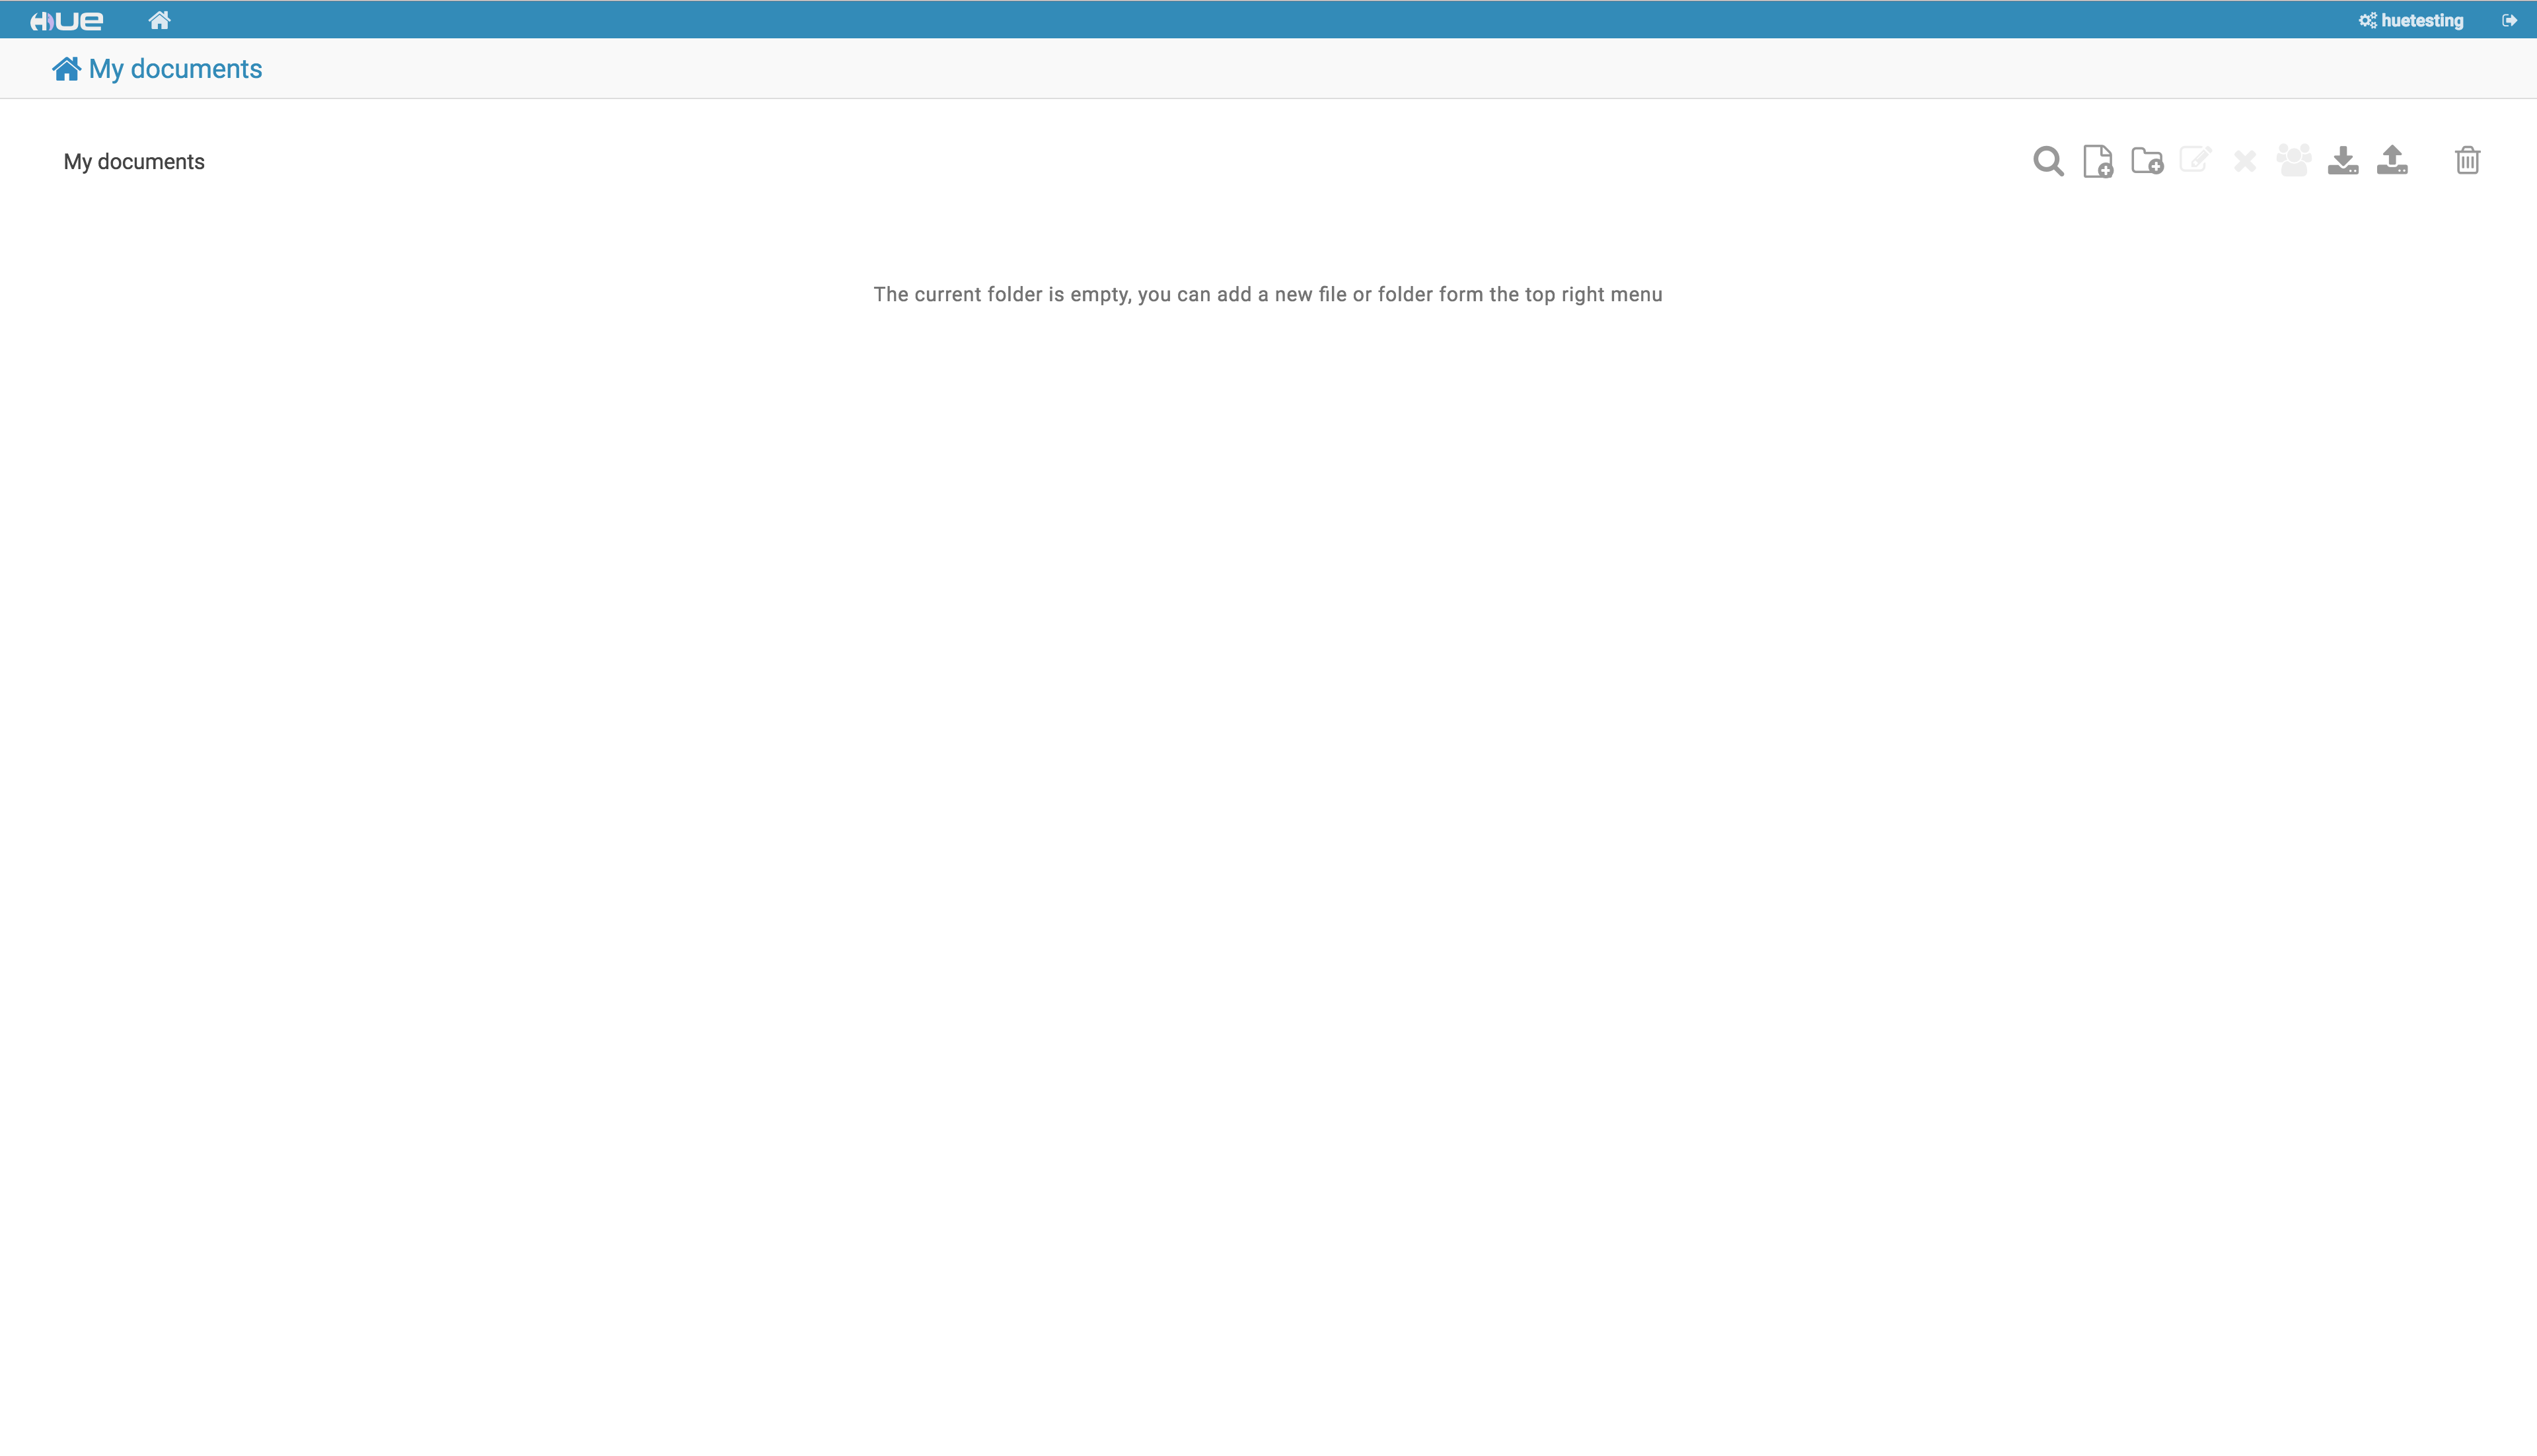 HUE
huetesting
My documents
My documents
The current folder is empty, you can add a new file or folder form the top right menu